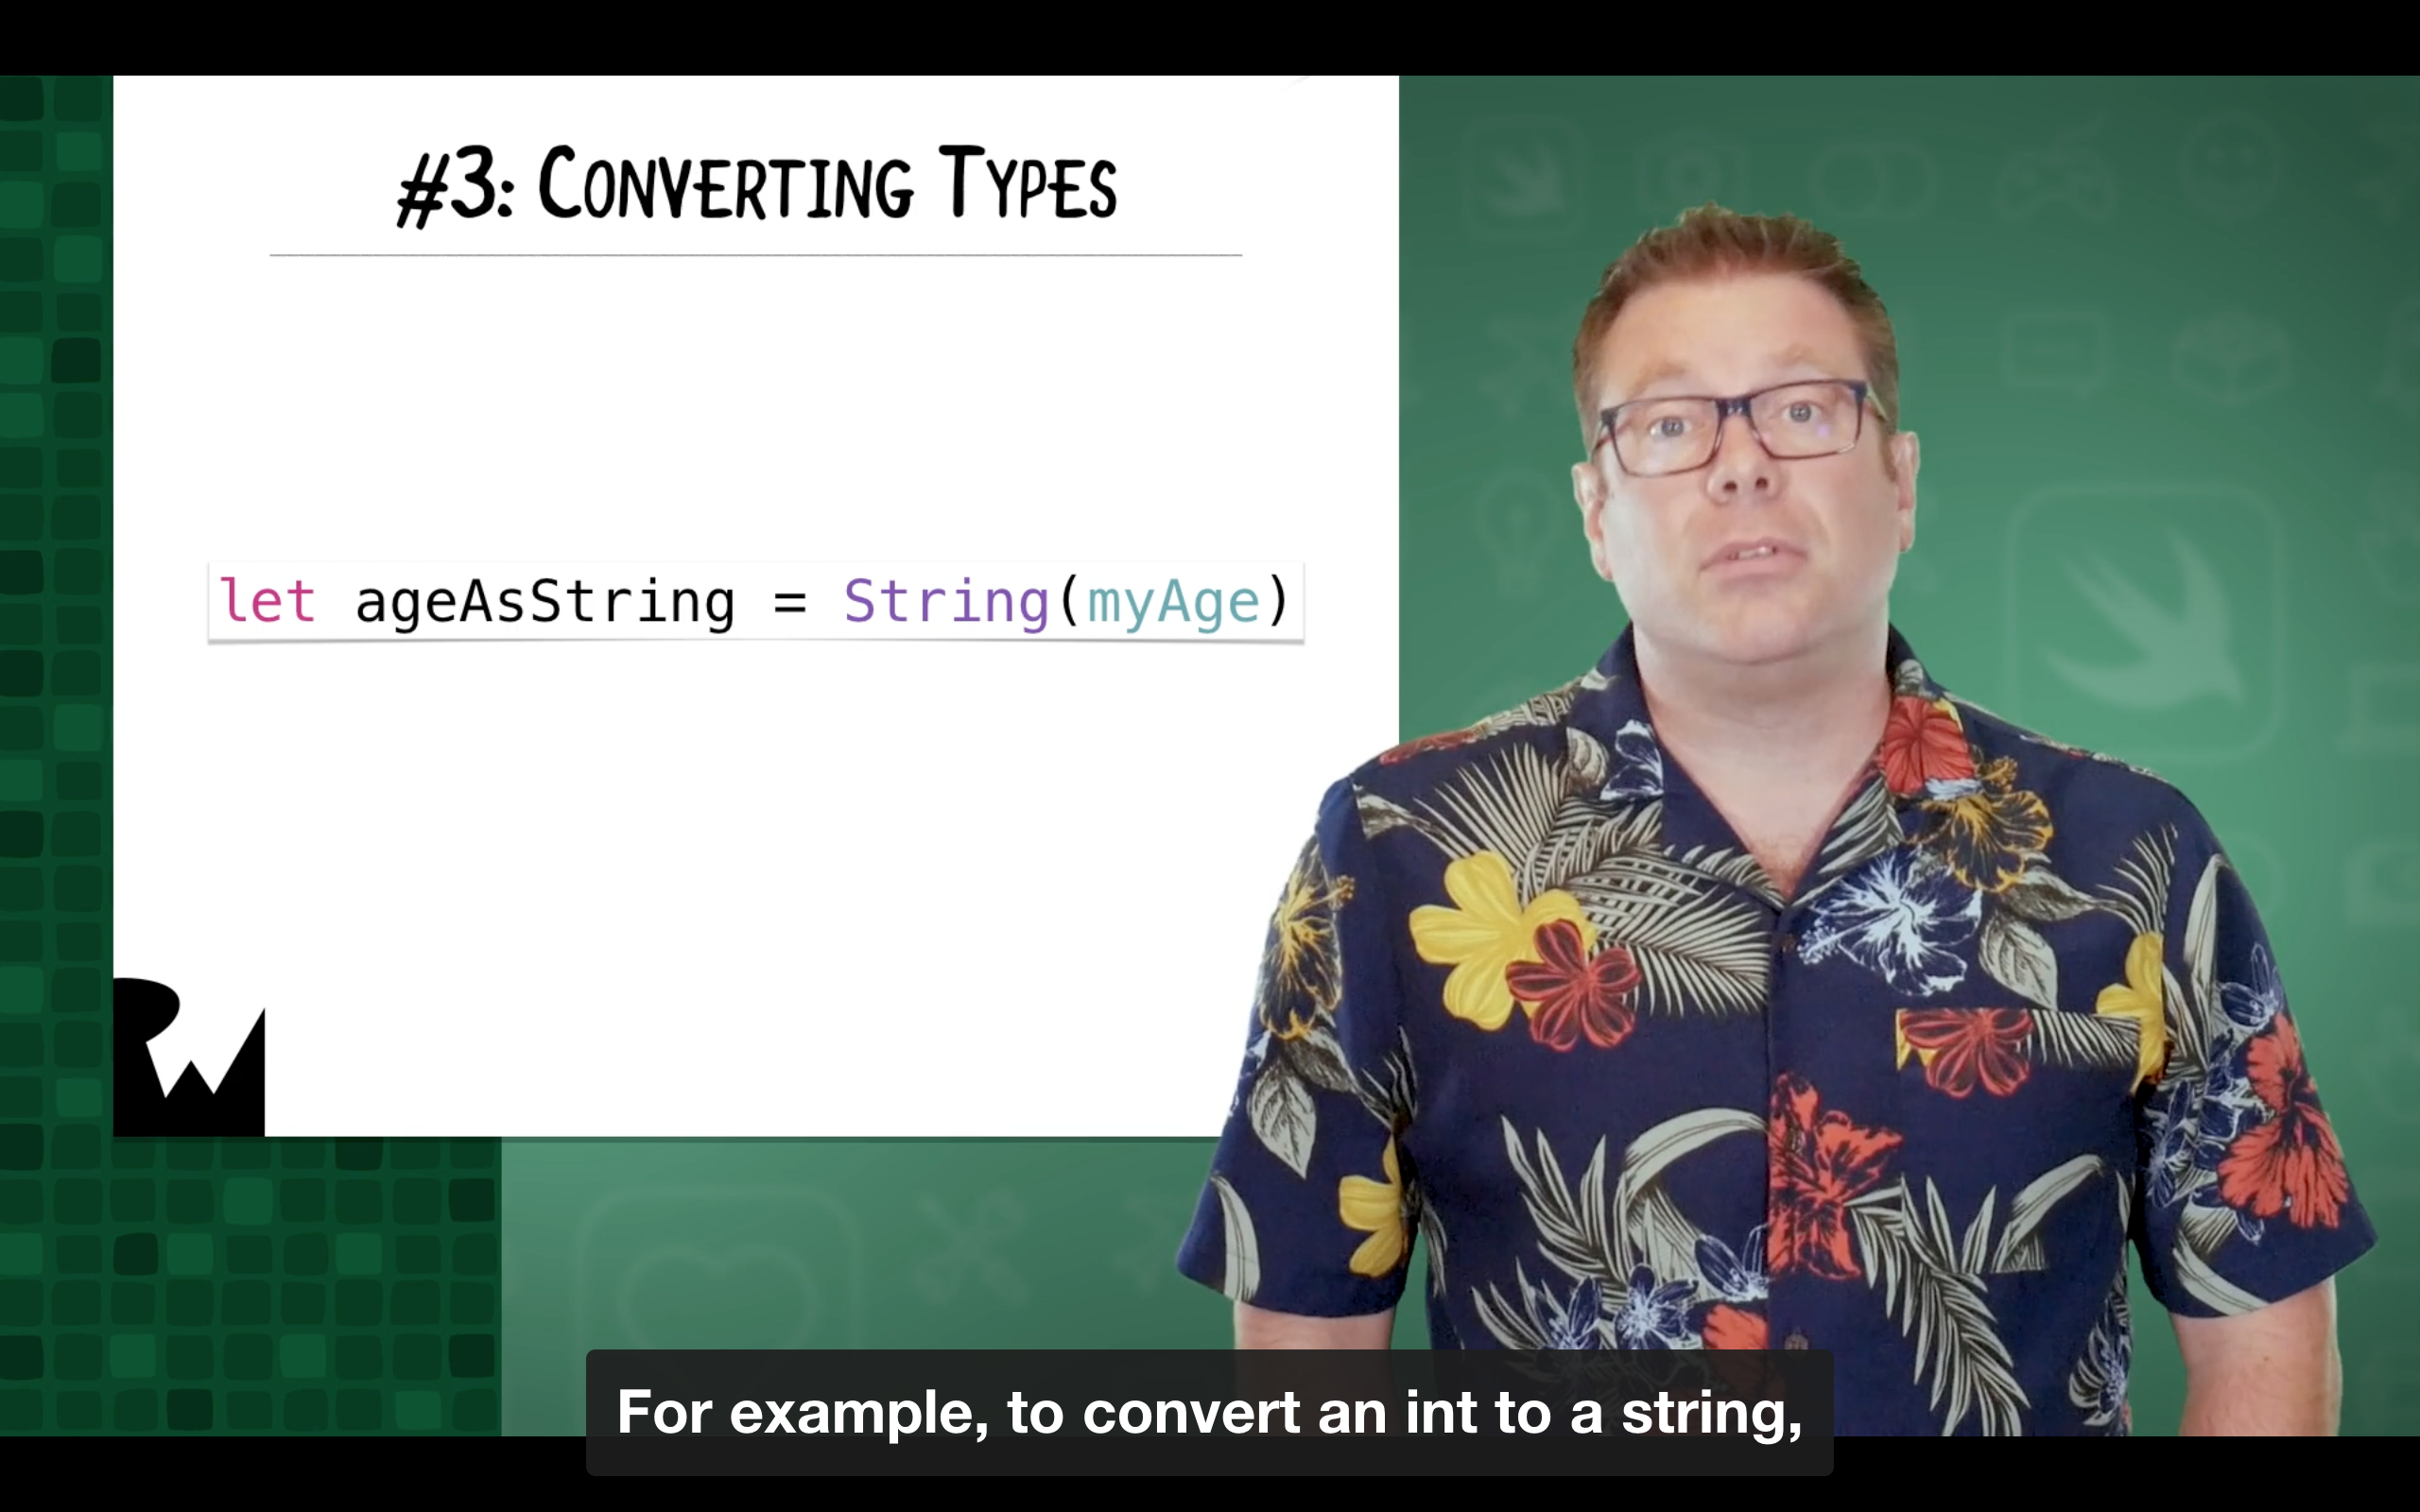 #3: CONVERTING TYPES
let ageAsString = String(myAge)
RW
For example, to convert an int to a string,